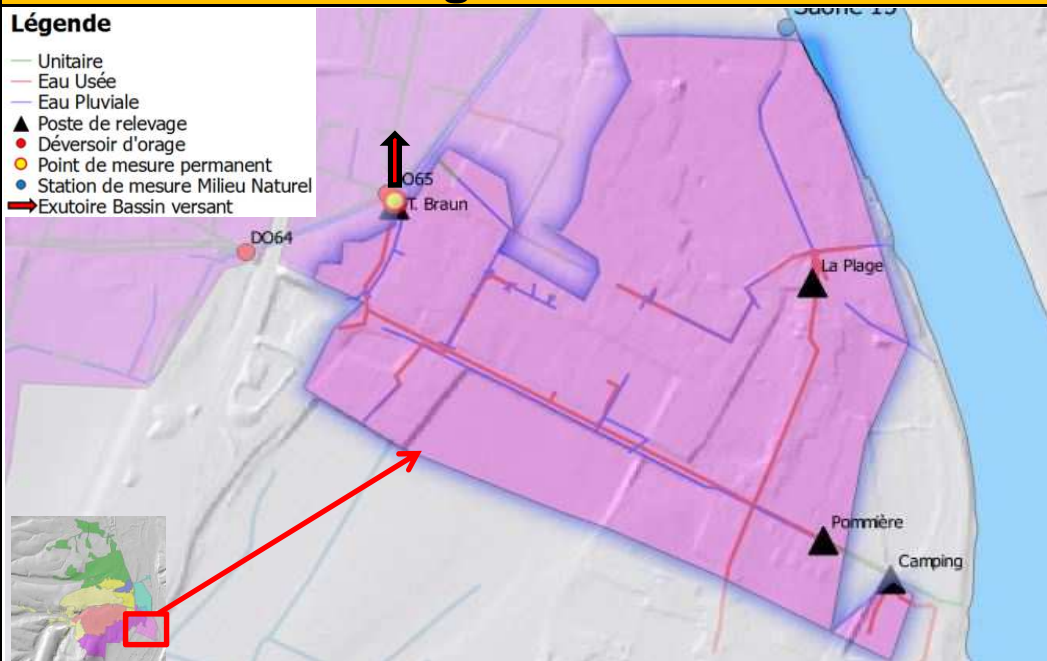 Légende
Unitaire
Eau Usée
Eau Pluviale
Poste de relevage
Déversoir d'orage
Point de mesure permanent
Station de mesure Milieu Naturel
Exutoire Bassin versant
O65
T. Braun
DO64
La Plage
Pommière
Camping